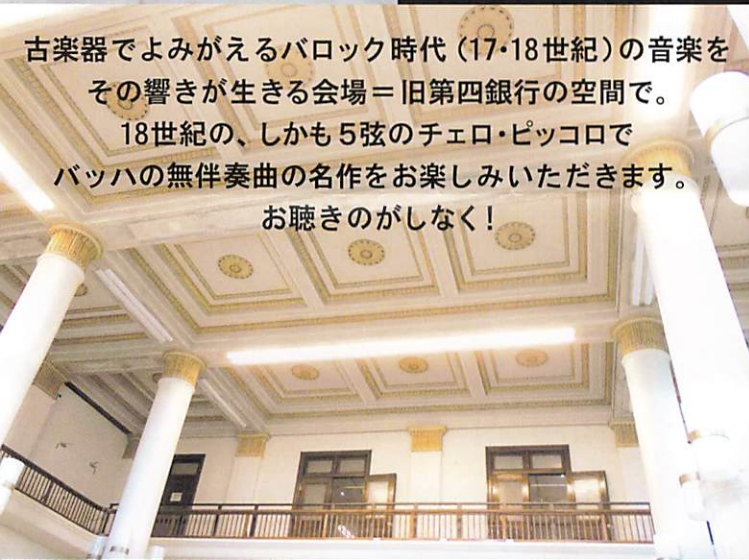 古楽器でよみがえるバロック時代(17・18世紀)の音楽を
その響きが生きる会場=旧第四銀行の空間で。
18世紀の、しかも5弦のチェロ・ピッコロで
バッハの無伴奏曲の名作をお楽しみいただきます。
お聴きのがしなく!